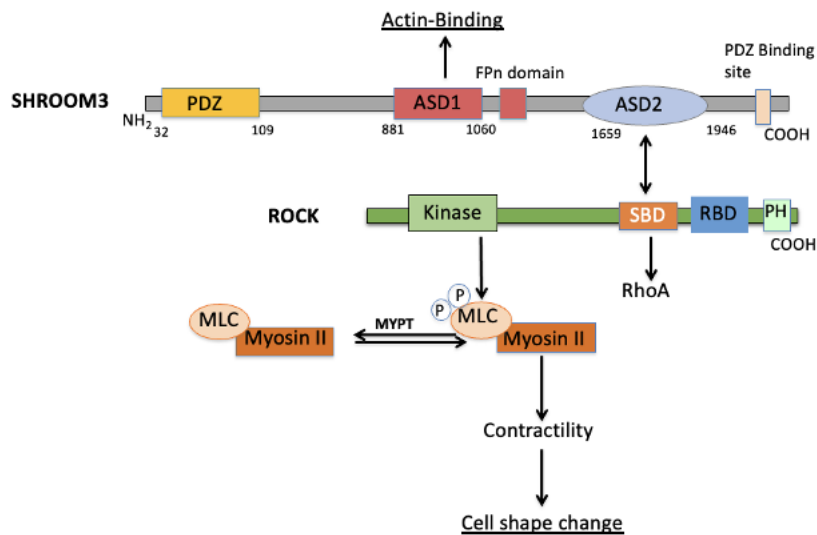 Actin-Binding
FPn domain
PDZ Binding
site
SHROOM3
PDZ
ASD1
ASD2
NH2
32
109
881
1060
1659
1946
COOH
ROCK
Kinase
SBD
RBD
PH
COOH
RhoA
P
P
MLC
Myosin II
MYPT
MLC
Myosin II
Contractility
Cell shape change